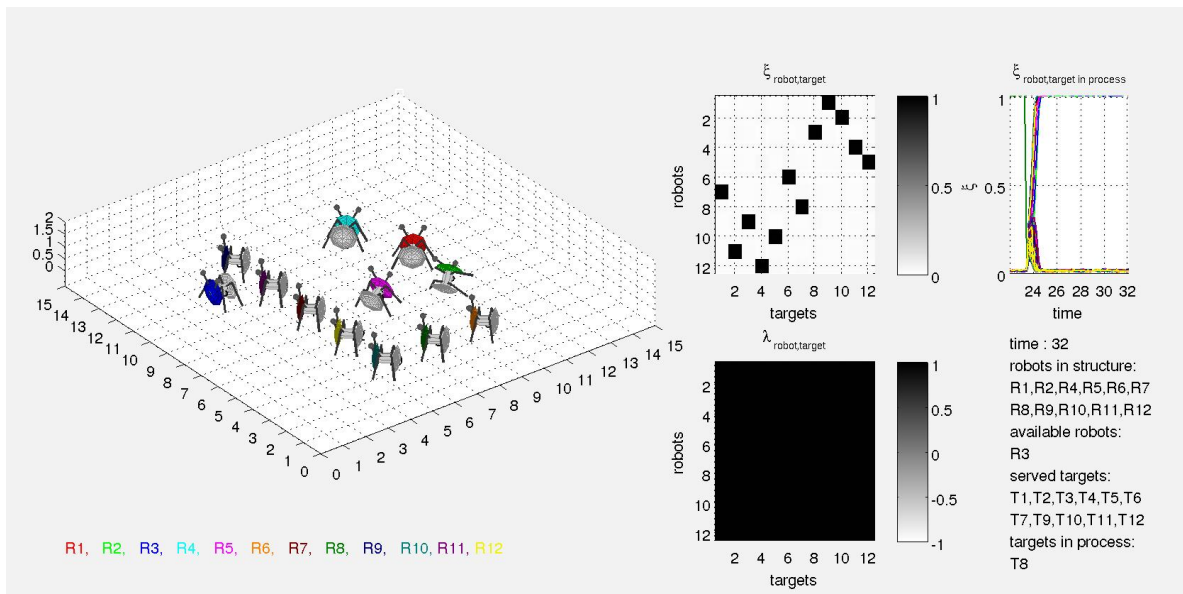 ξ robot,target
ξ robot,target in process
2
1.5
1
0.5
0
15
14
13
12
11
10
9
8
7
6
5
4
3
2
1
0
0
1
2
3
4
5
6
7
8
9
10
11
12
13
14
15
robots
2
4
6
8
10
12
2 4 6 8 10 12
targets
1
0.5
0
ξ
1
0.5
0
24 26 28 30 32
time
λ robot,target
robots
2
4
6
8
10
12
2 4 6 8 10 12
targets
1
0.5
0
-0.5
-1
time : 32
robots in structure:
R1,R2,R4,R5,R6,R7
R8,R9,R10,R11,R12
available robots:
R3
served targets:
T1,T2,T3,T4,T5,T6
T7,T9,T10,T11,T12
targets in process:
T8
R1, R2, R3, R4, R5, R6, R7, R8, R9, R10, R11, R12